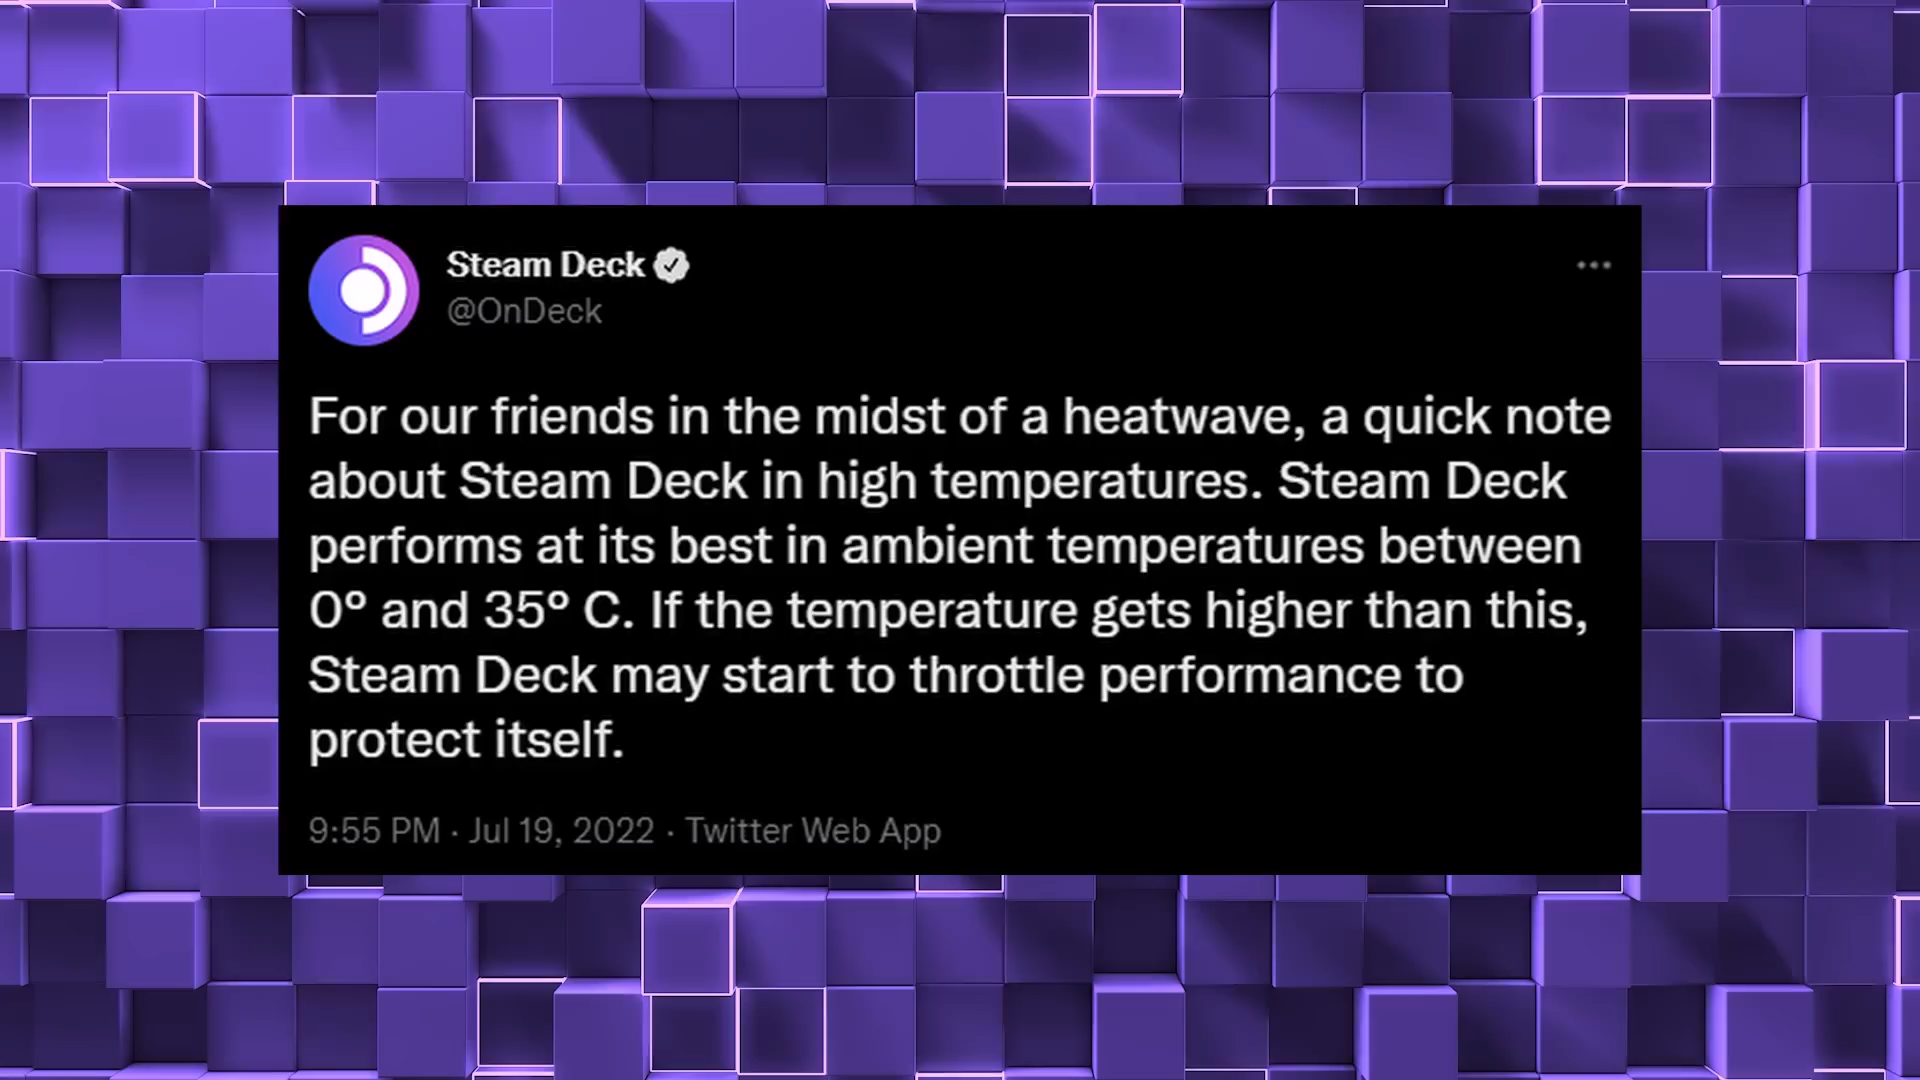 Steam Deck
@OnDeck
For our friends in the midst of a heatwave, a quick note
about Steam Deck in high temperatures. Steam Deck
performs at its best in ambient temperatures between
0º and 35º C. If the temperature gets higher than this,
Steam Deck may start to throttle performance to
protect itself.
9:55 PM · Jul 19, 2022 · Twitter Web App